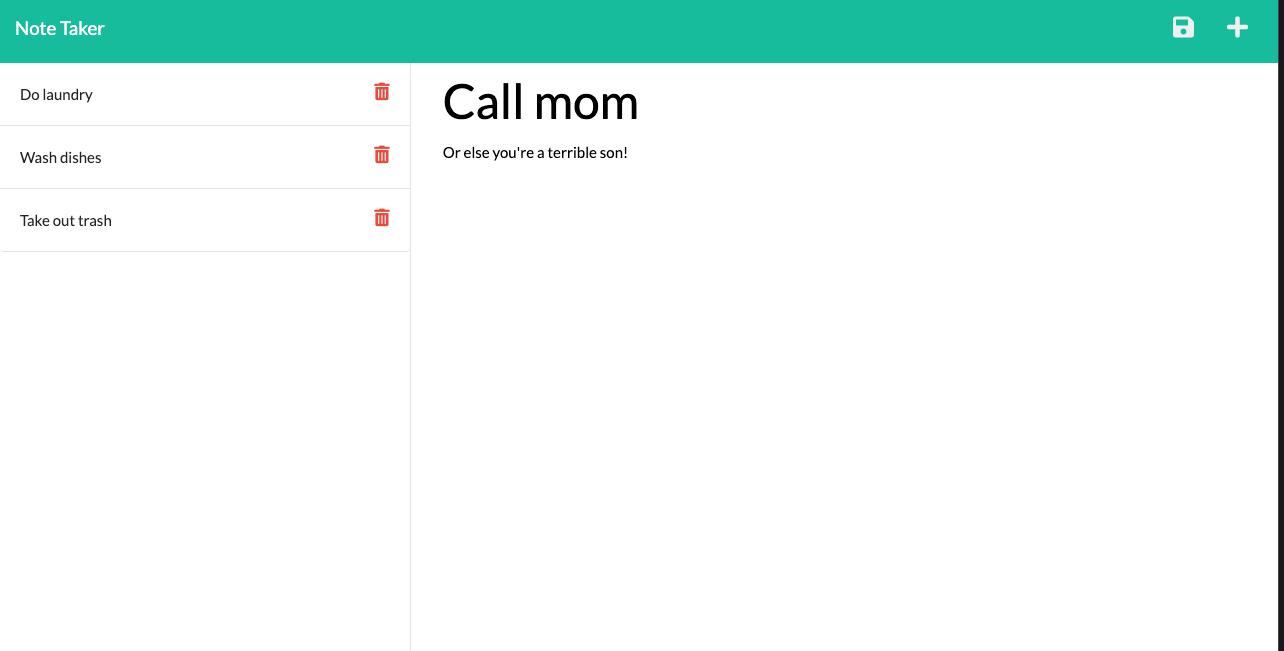 Note Taker
Do laundry
Wash dishes
Take out trash
Call mom
Or else you're a terrible son!